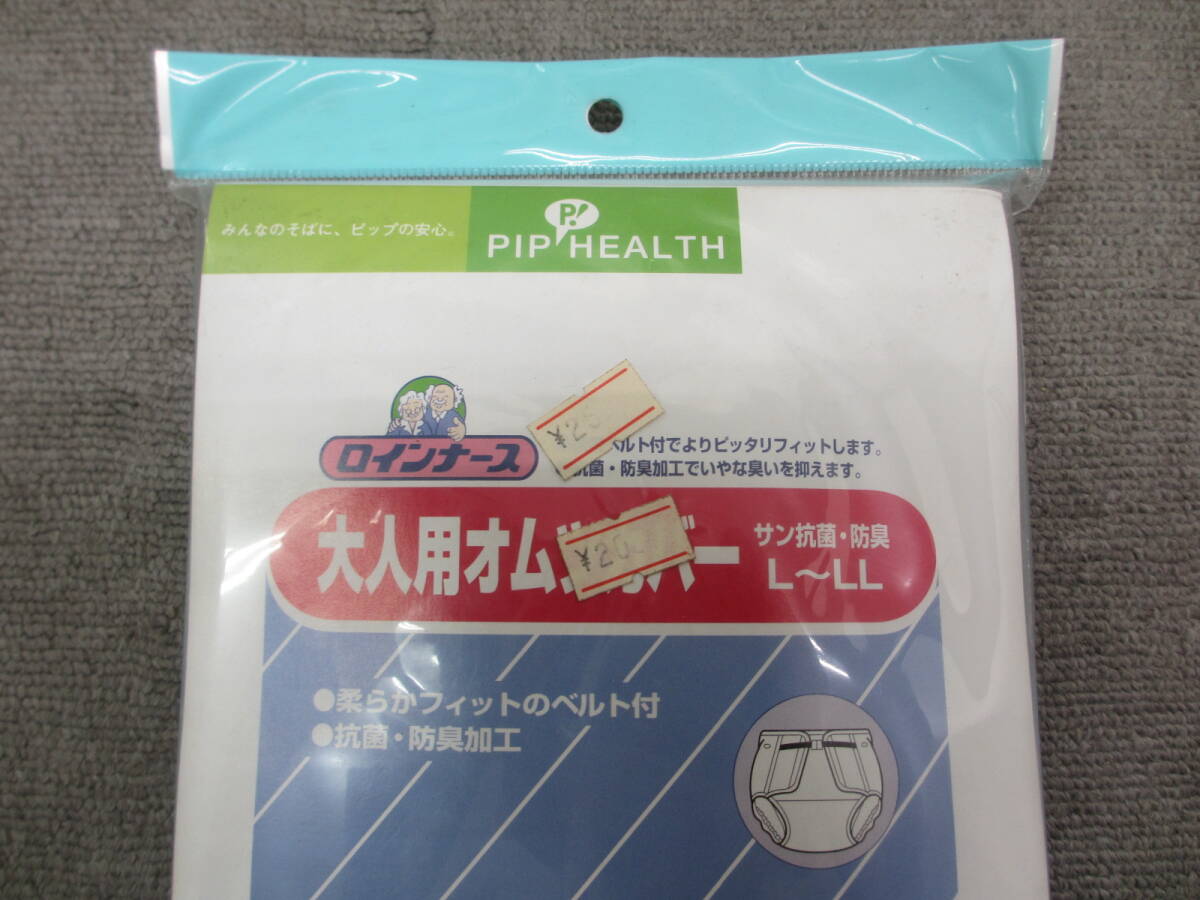 みんなのそばに、ピップの安心。
P!
PIP HEALTH
ロインナース
¥25
ベルト付でよりピッタリフィットします。
抗菌・防臭加工でいやな臭いを抑えます。
大人用オム
バー
サン抗菌・防臭
L〜LL
¥20
●柔らかフィットのベルト付
●抗菌・防臭加工